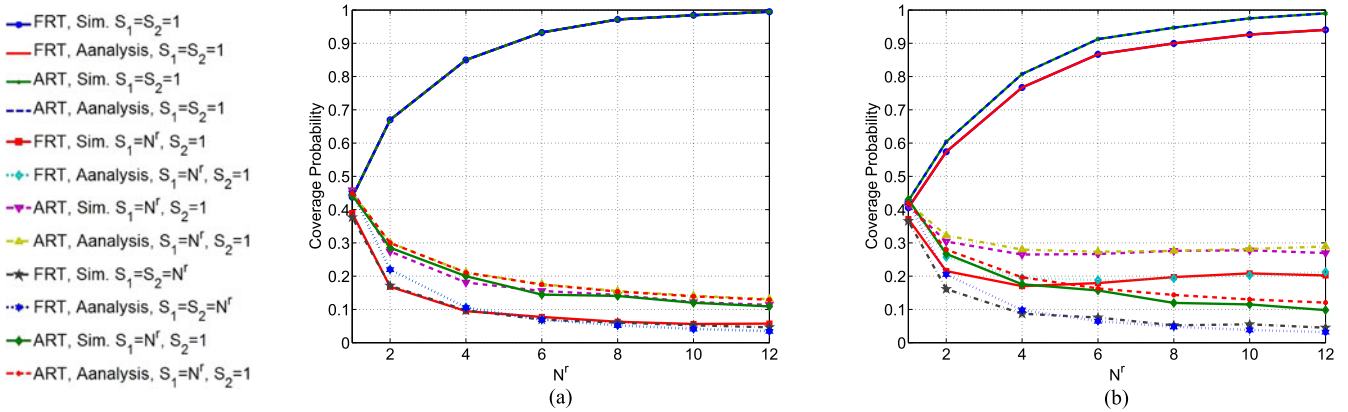 FRT, Sim. S₁=S₂=1
FRT, Aanalysis, S₁=S₂=1
ART, Sim. S₁=S₂=1
ART, Aanalysis, S₁=S₂=1
FRT, Sim. S₁=Nʳ, S₂=1
FRT, Aanalysis, S₁=Nʳ, S₂=1
ART, Sim. S₁=Nʳ, S₂=1
ART, Aanalysis, S₁=Nʳ, S₂=1
FRT, Sim. S₁=S₂=Nʳ
FRT, Aanalysis, S₁=S₂=Nʳ
ART, Sim. S₁=Nʳ, S₂=1
ART, Aanalysis, S₁=Nʳ, S₂=1
Coverage Probability
1
0.9
0.8
0.7
0.6
0.5
0.4
0.3
0.2
0.1
0
2 4 6 8 10 12
Nʳ
(a)
Coverage Probability
1
0.9
0.8
0.7
0.6
0.5
0.4
0.3
0.2
0.1
0
2 4 6 8 10 12
Nʳ
(b)